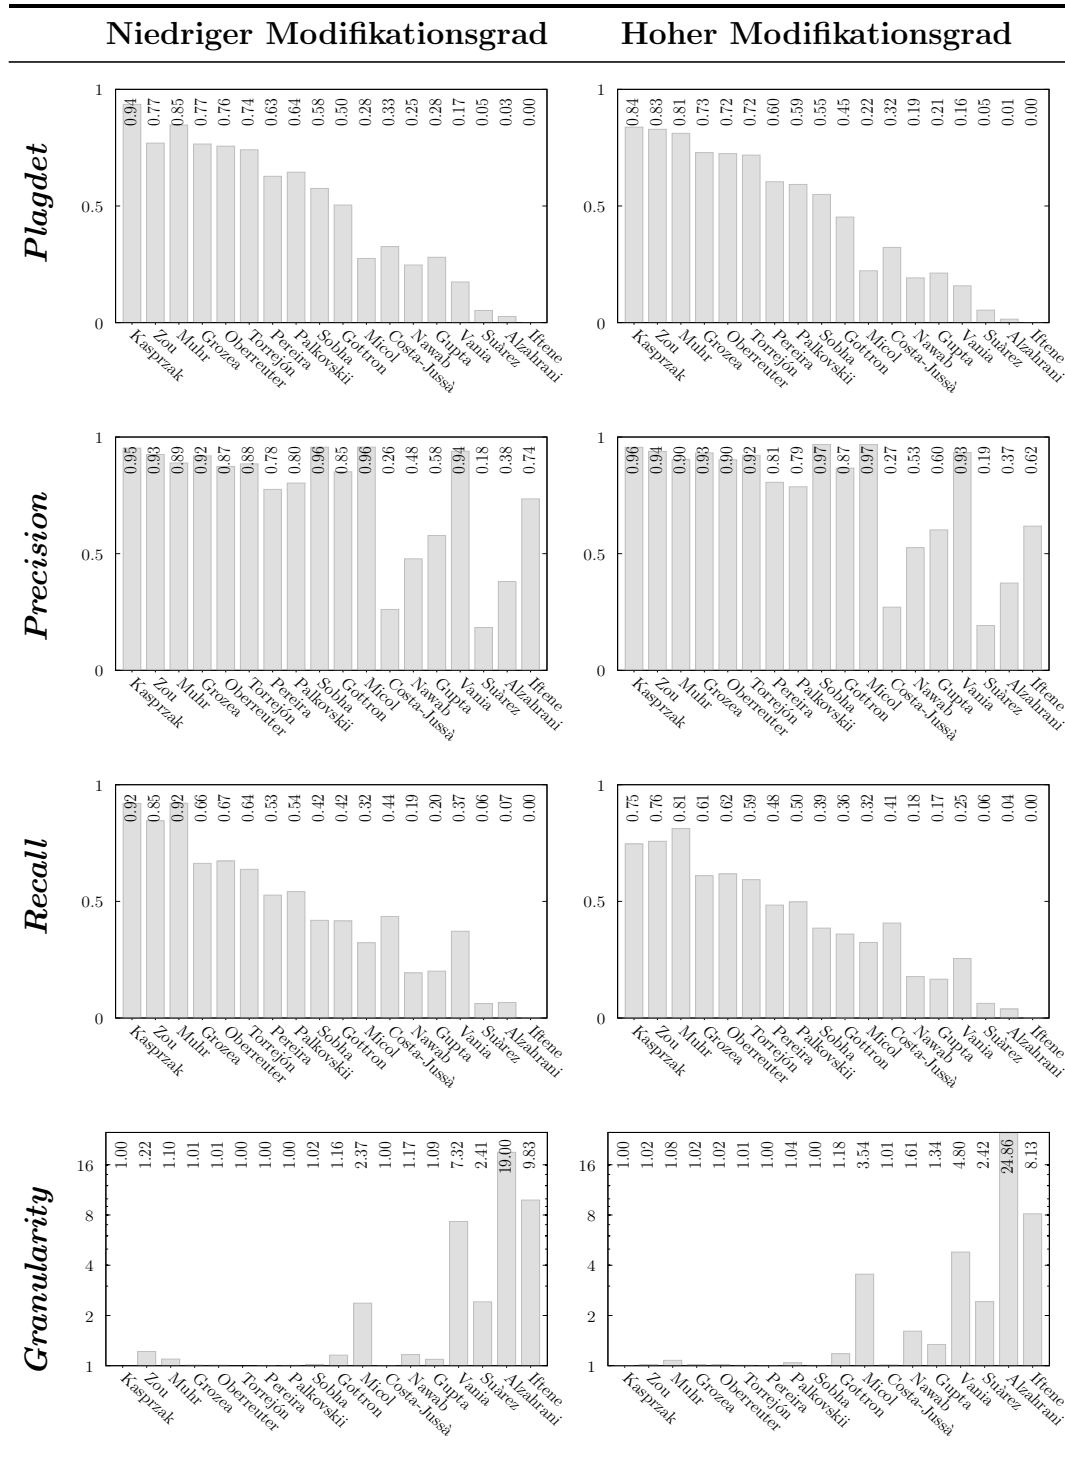 Niedriger Modifikationsgrad Hoher Modifikationsgrad
Plagdet
1
0.5
0
0.94 0.77 0.85 0.77 0.76 0.74 0.63 0.64 0.58 0.50 0.28 0.33 0.25 0.28 0.17 0.05 0.03 0.00
Kasprzak Zou Muhr Grozea Oberreuter Torrejón Pereira Palkovskii Sobha Gottron Micol Costa-Jussà Nawab Gupta Vania Suàrez Alzahrani Iftene
1
0.5
0
0.84 0.83 0.81 0.73 0.72 0.72 0.60 0.59 0.55 0.45 0.22 0.32 0.19 0.21 0.16 0.05 0.01 0.00
Kasprzak Zou Muhr Grozea Oberreuter Torrejón Pereira Palkovskii Sobha Gottron Micol Costa-Jussà Nawab Gupta Vania Suàrez Alzahrani Iftene
Precision
1
0.5
0
0.95 0.93 0.89 0.92 0.87 0.88 0.78 0.80 0.96 0.85 0.96 0.26 0.48 0.58 0.94 0.18 0.38 0.74
Kasprzak Zou Muhr Grozea Oberreuter Torrejón Pereira Palkovskii Sobha Gottron Micol Costa-Jussà Nawab Gupta Vania Suàrez Alzahrani Iftene
1
0.5
0
0.96 0.94 0.90 0.93 0.90 0.92 0.81 0.79 0.97 0.87 0.97 0.27 0.53 0.60 0.93 0.19 0.37 0.62
Kasprzak Zou Muhr Grozea Oberreuter Torrejón Pereira Palkovskii Sobha Gottron Micol Costa-Jussà Nawab Gupta Vania Suàrez Alzahrani Iftene
Recall
1
0.5
0
0.92 0.85 0.92 0.66 0.67 0.64 0.53 0.54 0.42 0.42 0.32 0.44 0.19 0.20 0.37 0.06 0.07 0.00
Kasprzak Zou Muhr Grozea Oberreuter Torrejón Pereira Palkovskii Sobha Gottron Micol Costa-Jussà Nawab Gupta Vania Suàrez Alzahrani Iftene
1
0.5
0
0.75 0.76 0.81 0.61 0.62 0.59 0.48 0.50 0.39 0.36 0.32 0.41 0.18 0.17 0.25 0.06 0.04 0.00
Kasprzak Zou Muhr Grozea Oberreuter Torrejón Pereira Palkovskii Sobha Gottron Micol Costa-Jussà Nawab Gupta Vania Suàrez Alzahrani Iftene
Granularity
16
8
4
2
1
1.00 1.22 1.10 1.01 1.01 1.00 1.00 1.00 1.02 1.16 2.37 1.00 1.17 1.09 7.32 2.41 19.00 9.83
Kasprzak Zou Muhr Grozea Oberreuter Torrejón Pereira Palkovskii Sobha Gottron Micol Costa-Jussà Nawab Gupta Vania Suàrez Alzahrani Iftene
16
8
4
2
1
1.00 1.02 1.08 1.02 1.02 1.01 1.00 1.04 1.00 1.18 3.54 1.01 1.61 1.34 4.80 2.42 24.86 8.13
Kasprzak Zou Muhr Grozea Oberreuter Torrejón Pereira Palkovskii Sobha Gottron Micol Costa-Jussà Nawab Gupta Vania Suàrez Alzahrani Iftene